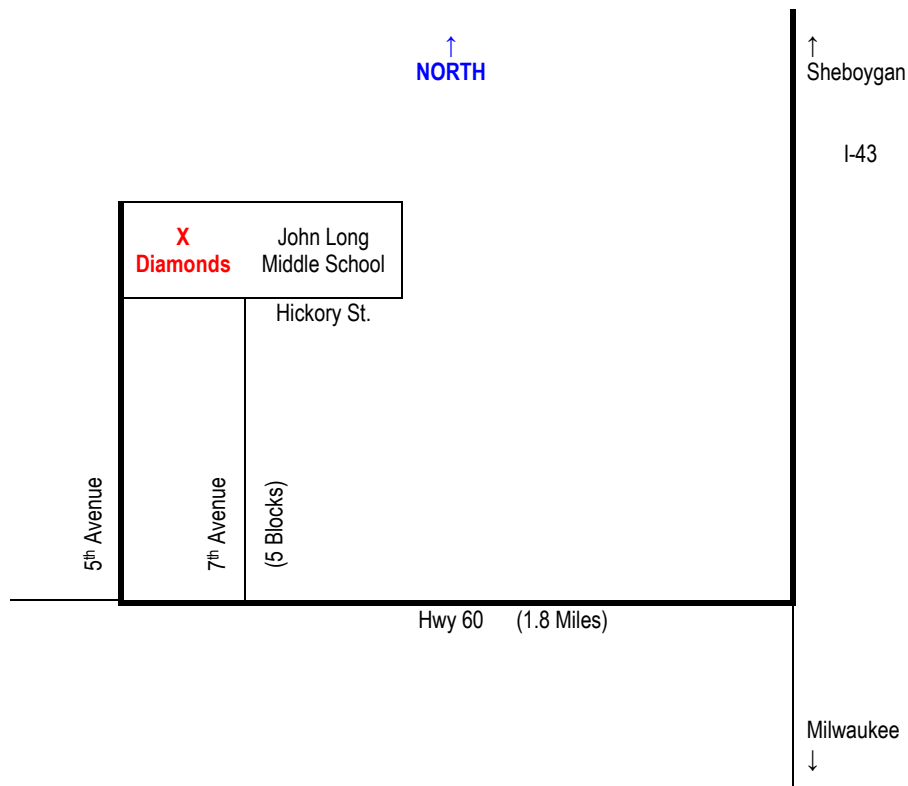 ↑
NORTH
↑
Sheboygan
I-43
X
Diamonds
John Long
Middle School
Hickory St.
5th Avenue
7th Avenue
(5 Blocks)
Hwy 60 (1.8 Miles)
Milwaukee
↓